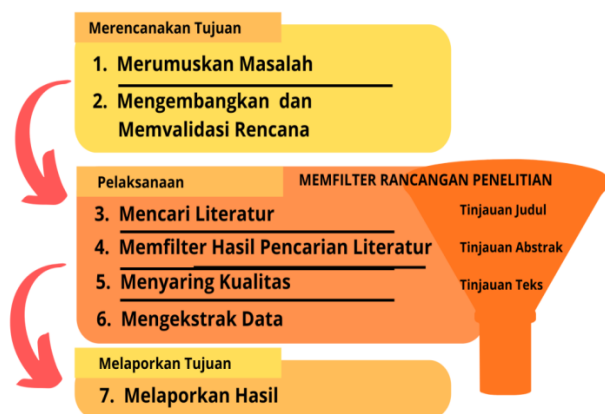 Merencanakan Tujuan
1. Merumuskan Masalah
2. Mengembangkan dan
Memvalidasi Rencana
Pelaksanaan
MEMFILTER RANCANGAN PENELITIAN
3. Mencari Literatur
Tinjauan Judul
4. Memfilter Hasil Pencarian Literatur
Tinjauan Abstrak
5. Menyaring Kualitas
Tinjauan Teks
6. Mengekstrak Data
Melaporkan Tujuan
7. Melaporkan Hasil